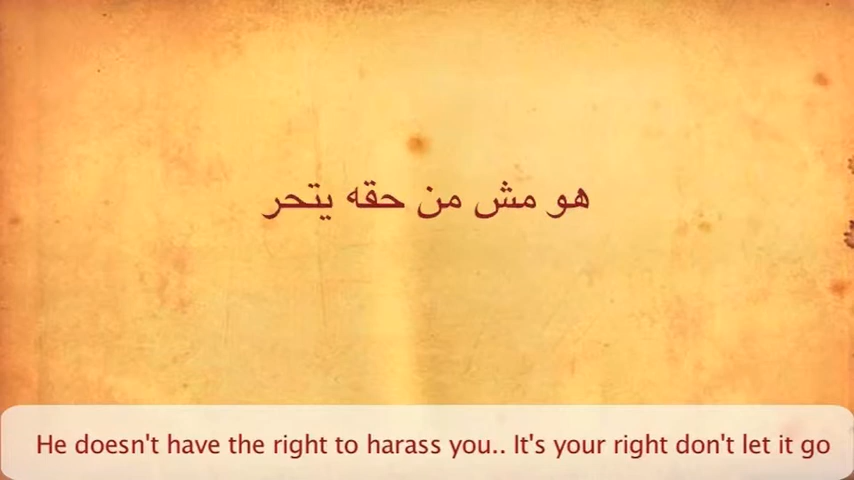 هو مش من حقه يتحر
He doesn't have the right to harass you.. It's your right don't let it go